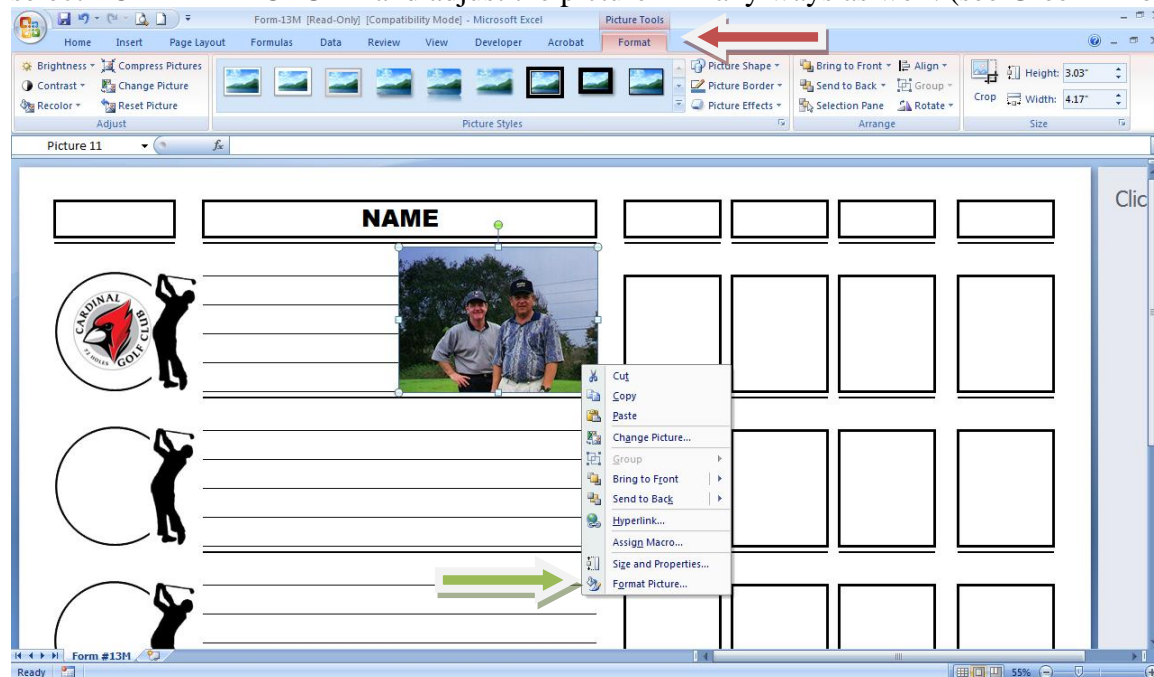 Form-13M [Read-Only] [Compatibility Mode] - Microsoft Excel
Picture Tools
Home Insert Page Layout Formulas Data Review View Developer Acrobat Format
Brightness Compress Pictures
Contrast Change Picture
Recolor Reset Picture
Adjust
Picture Styles
Picture Shape
Picture Border
Picture Effects
Bring to Front Align
Send to Back Group
Selection Pane Rotate
Arrange
Crop
Height: 3.03"
Width: 4.17"
Size
Picture 11 fx
Clic
NAME
CARDINAL
GOLF CLUB
HOLES
Cut
Copy
Paste
Change Picture...
Group
Bring to Front
Send to Back
Hyperlink...
Assign Macro...
Size and Properties...
Format Picture...
Form #13M
Ready 55%